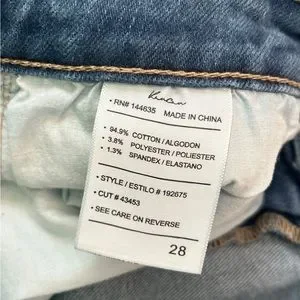 KanCan
• RN# 144635 MADE IN CHINA
• 94.9% COTTON / ALGODON
• 3.8% POLYESTER / POLIESTER
• 1.3% SPANDEX / ELASTANO
• STYLE / ESTILO # 192675
• CUT # 43453
• SEE CARE ON REVERSE
28